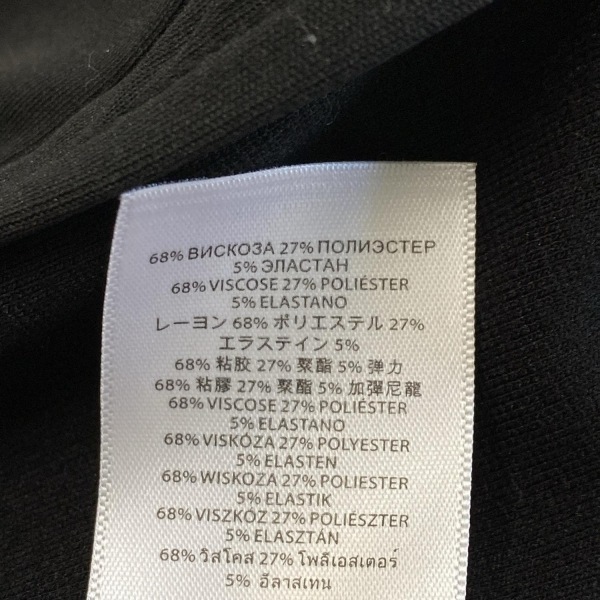 68% ВИСКОЗА 27% ПОЛИЭСТЕР
5% ЭЛАСТАН
68% VISCOSE 27% POLIÉSTER
5% ELASTANO
レーヨン 68% ポリエステル 27%
エラステイン 5%
68% 粘胶 27% 聚酯 5% 弹力
68% 粘膠 27% 聚酯 5% 加彈尼龍
68% VISCOSE 27% POLIÉSTER
5% ELASTANO
68% VISKÓZA 27% POLYESTER
5% ELASTEN
68% WISKOZA 27% POLIESTER
5% ELASTIK
68% VISZKÓZ 27% POLIÉSZTER
5% ELASZTÁN
68% วิสโคส 27% โพลีเอสเตอร์
5% อีลาสเทน